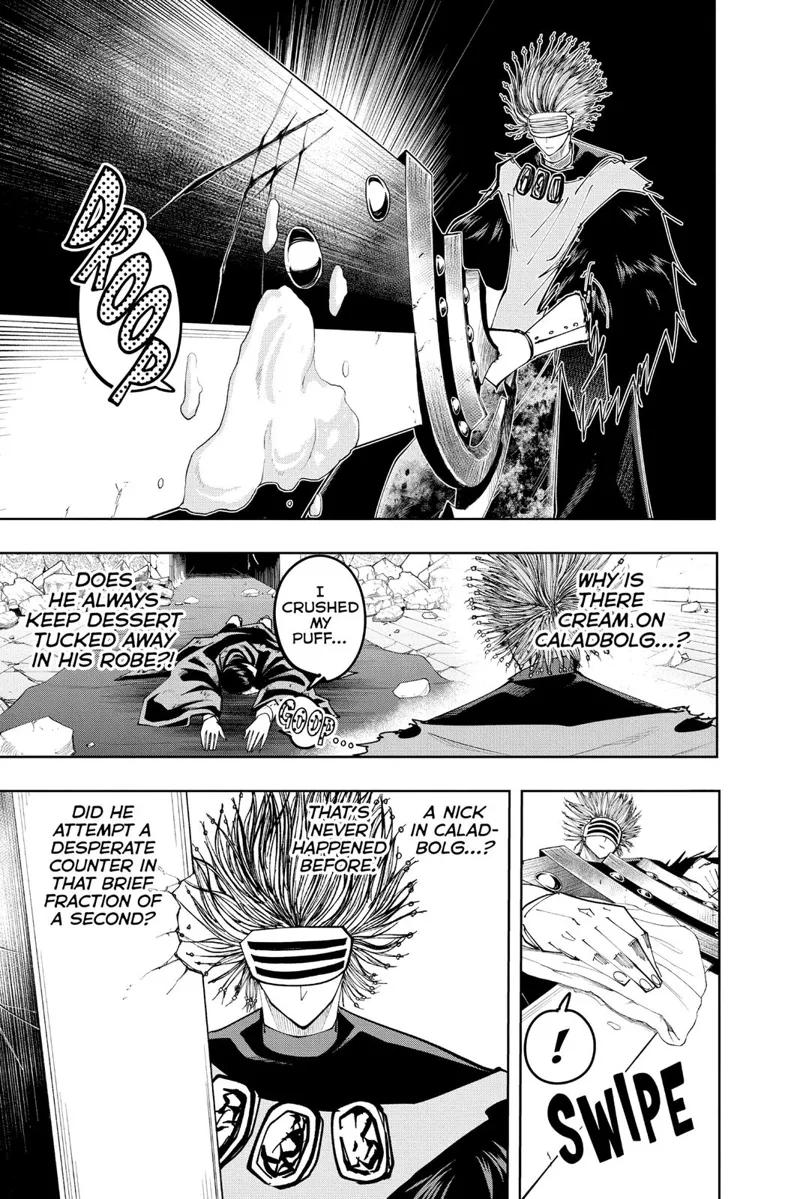 DROOP
WHY IS
THERE
CREAM ON
CALADBOLG...?
I
CRUSHED
MY
PUFF...
GOOP...
DOES
HE ALWAYS
KEEP DESSERT
TUCKED AWAY
IN HIS ROBE?!
!
SWIPE
A NICK
IN CALAD-
BOLG...?
THAT'S
NEVER
HAPPENED
BEFORE.
DID HE
ATTEMPT A
DESPERATE
COUNTER IN
THAT BRIEF
FRACTION OF
A SECOND?